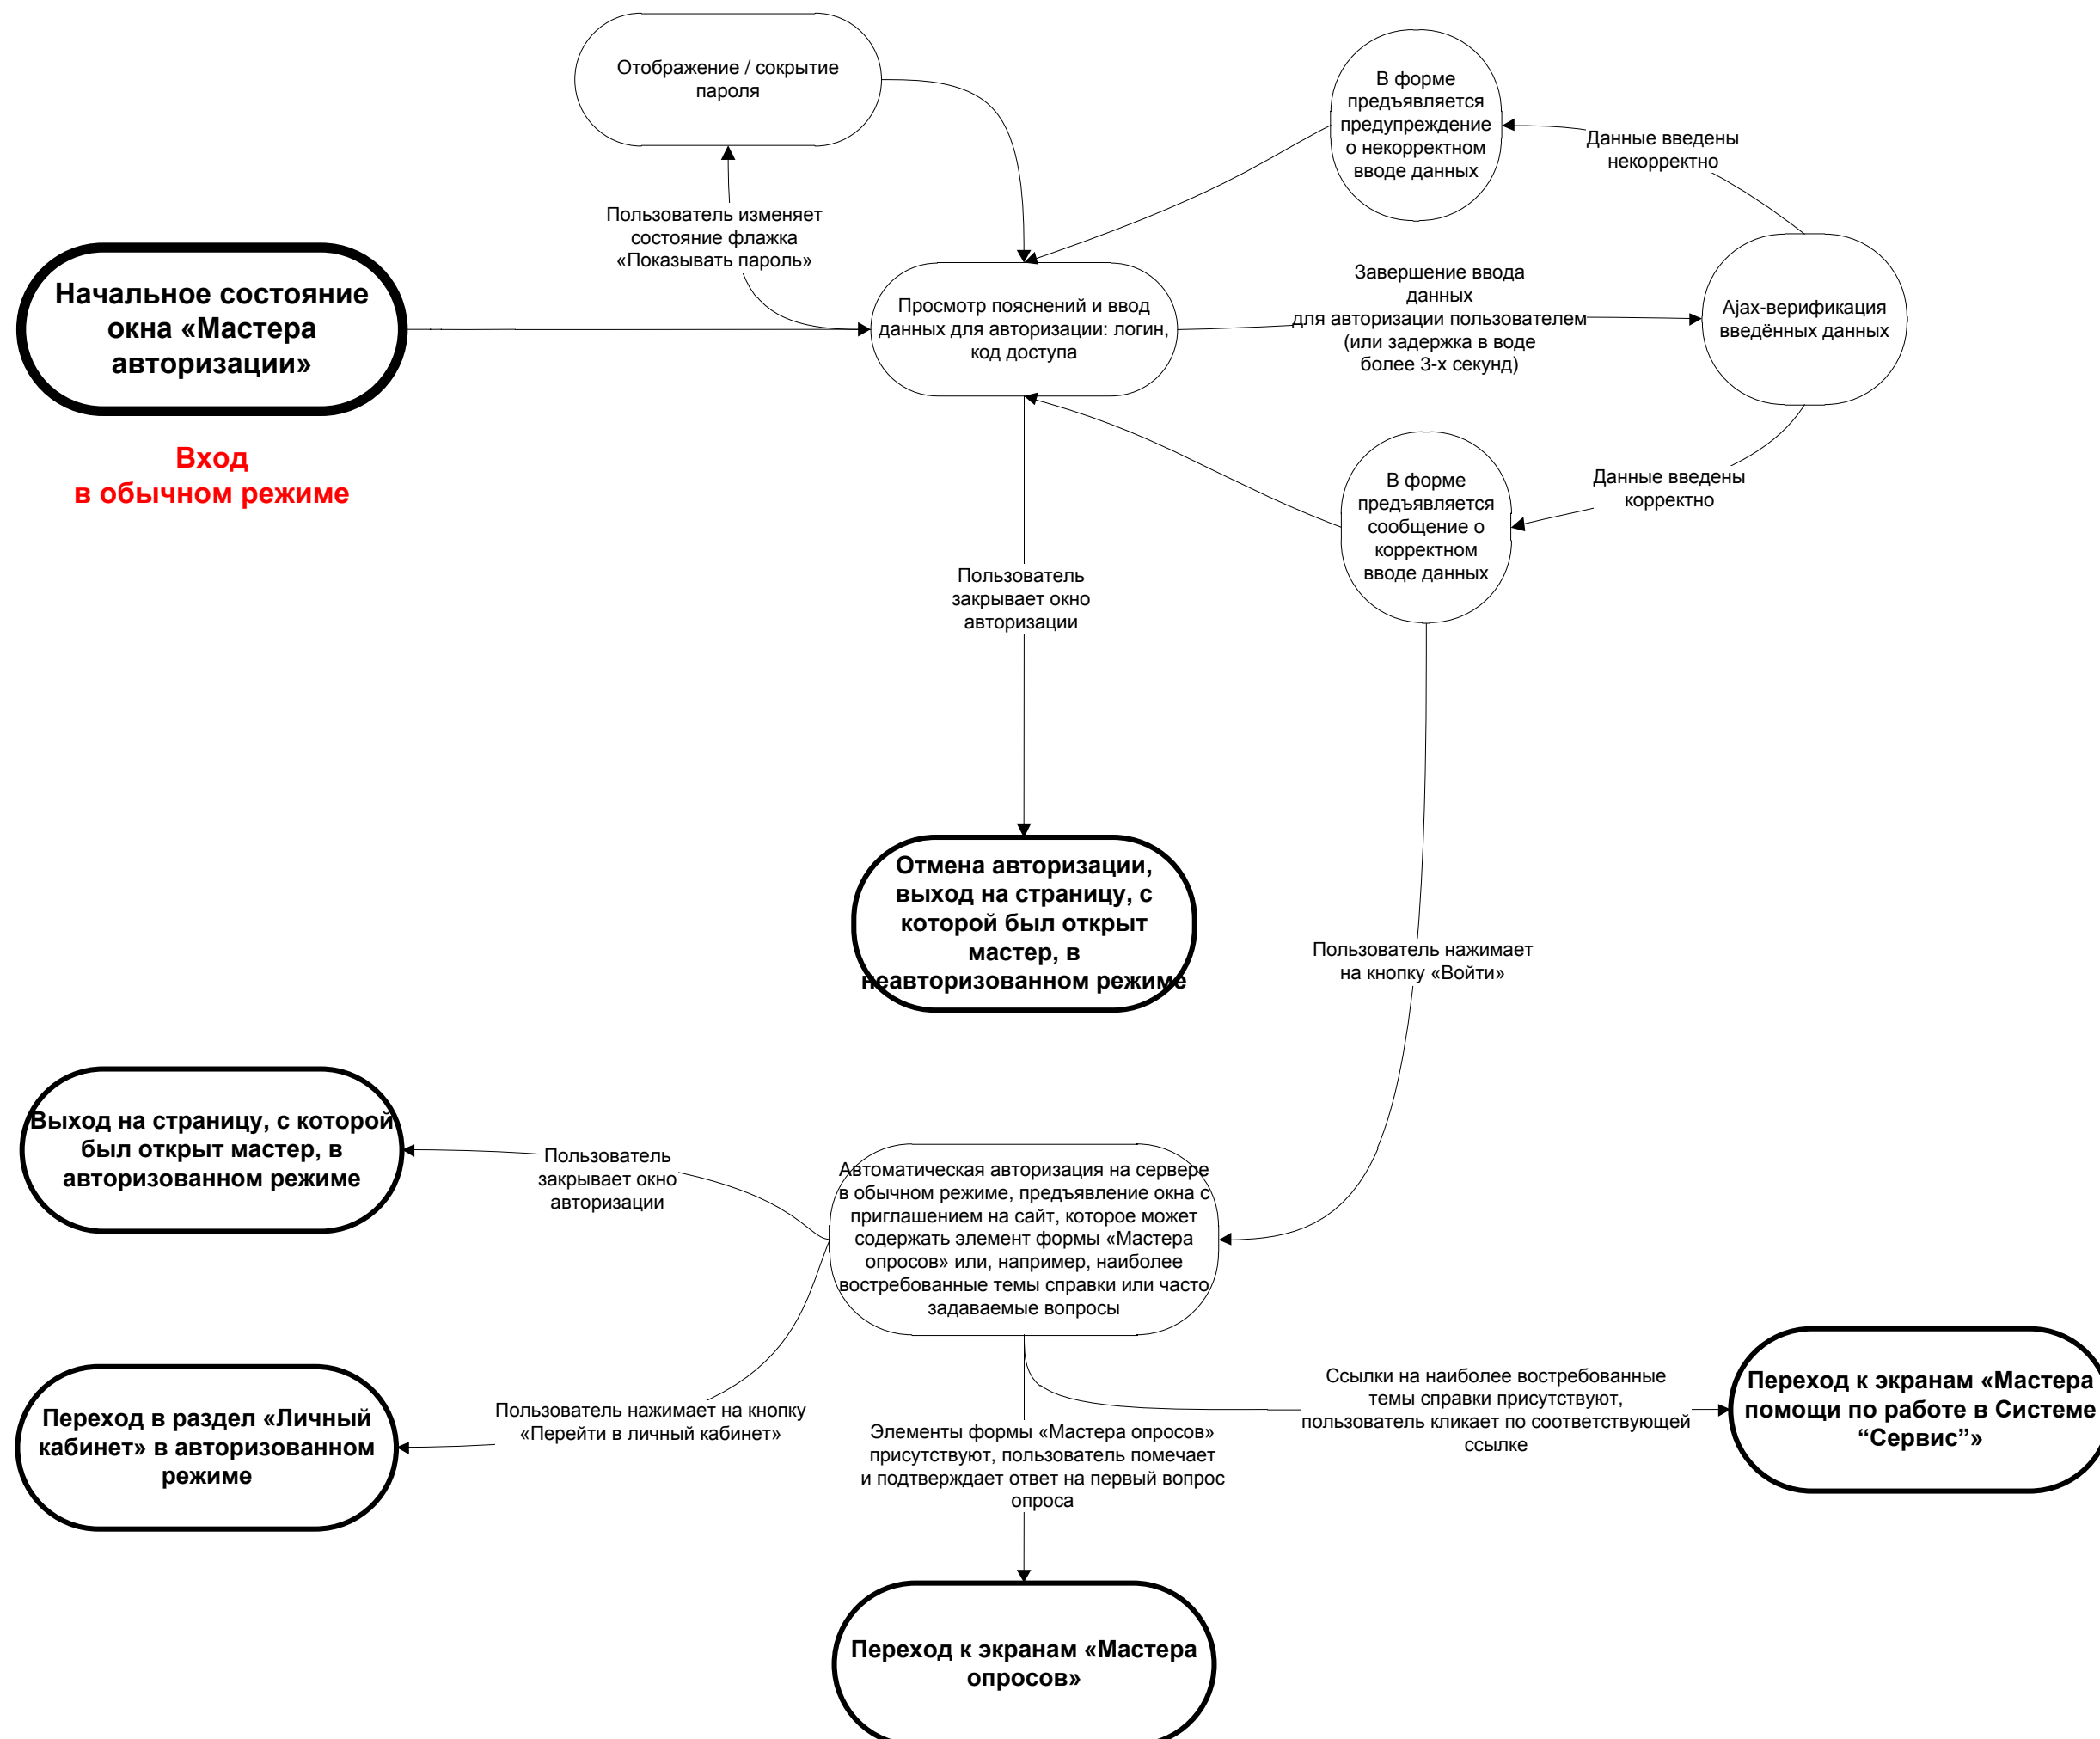 Отображение / сокрытие
пароля
В форме
предъявляется
предупреждение
о некорректном
вводе данных
Данные введены
некорректно
Пользователь изменяет
состояние флажка
«Показывать пароль»
Начальное состояние
окна «Мастера
авторизации»
Просмотр пояснений и ввод
данных для авторизации: логин,
код доступа
Завершение ввода
данных
для авторизации пользователем
(или задержка в воде
более 3-х секунд)
Ajax-верификация
введённых данных
Вход
в обычном режиме
В форме
предъявляется
сообщение о
корректном
вводе данных
Данные введены
корректно
Пользователь
закрывает окно
авторизации
Отмена авторизации,
выход на страницу, с
которой был открыт
мастер, в
неавторизованном режиме
Пользователь нажимает
на кнопку «Войти»
Выход на страницу, с которой
был открыт мастер, в
авторизованном режиме
Пользователь
закрывает окно
авторизации
Автоматическая авторизация на сервере
в обычном режиме, предъявление окна с
приглашением на сайт, которое может
содержать элемент формы «Мастера
опросов» или, например, наиболее
востребованные темы справки или часто
задаваемые вопросы
Переход в раздел «Личный
кабинет» в авторизованном
режиме
Пользователь нажимает на кнопку
«Перейти в личный кабинет»
Элементы формы «Мастера опросов»
присутствуют, пользователь помечает
и подтверждает ответ на первый вопрос
опроса
Ссылки на наиболее востребованные
темы справки присутствуют,
пользователь кликает по соответствующей
ссылке
Переход к экранам «Мастера
помощи по работе в Системе
“Сервис”»
Переход к экранам «Мастера
опросов»